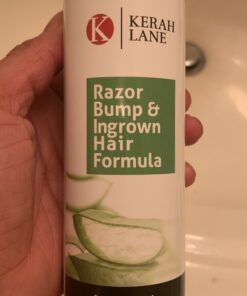 K
KERAH
LANE
Razor
Bump &
Ingrown
Hair
Formula